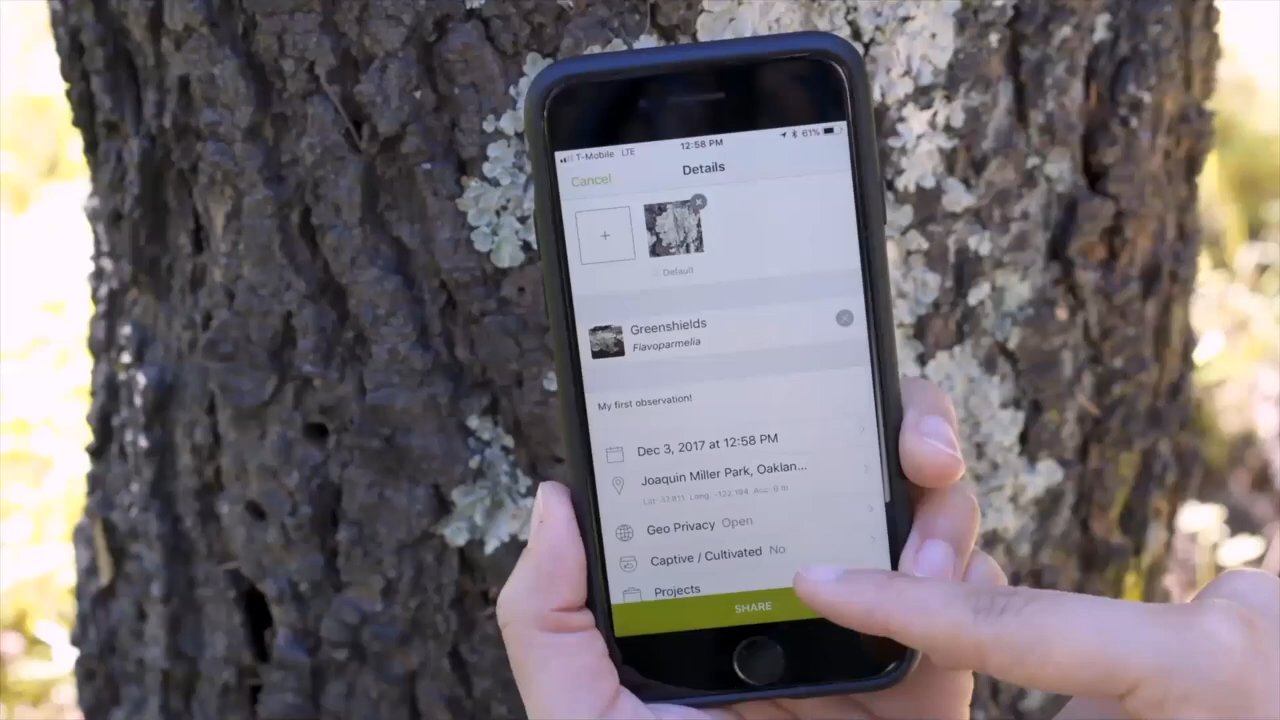 T-Mobile LTE 12:58 PM 61%
Cancel Details
+
Default
Greenshields
Flavoparmelia
My first observation!
Dec 3, 2017 at 12:58 PM
Joaquin Miller Park, Oaklan...
Lat: 37.811 Long: -122.194 Acc: 6 m
Geo Privacy Open
Captive / Cultivated No
Projects
SHARE